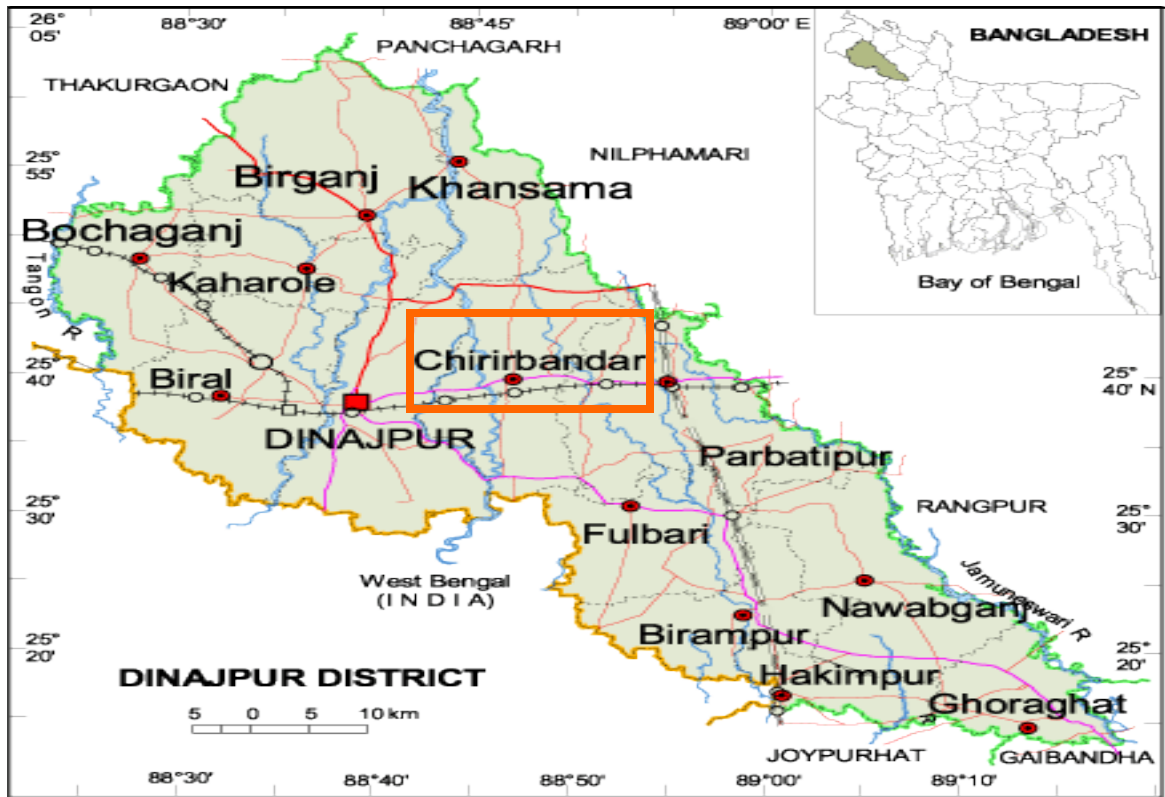 26°
05'
88°30'
88°45'
89°00' E
BANGLADESH
PANCHAGARH
THAKURGAON
NILPHAMARI
25°
55'
Birganj
Khansama
Bochaganj
Kaharole
Tangon R
Bay of Bengal
25°
40'
Chirirbandar
Biral
25°
40' N
DINAJPUR
Parbatipur
25°
30'
RANGPUR
25°
30'
Fulbari
West Bengal
(INDIA)
Jamuneswari R
Nawabganj
Birampur
25°
20'
25°
20'
DINAJPUR DISTRICT
Hakimpur
Ghoraghat
5 0 5 10 km
R
JOYPURHAT
GAIBANDHA
88°30'
88°40'
88°50'
89°00'
89°10'